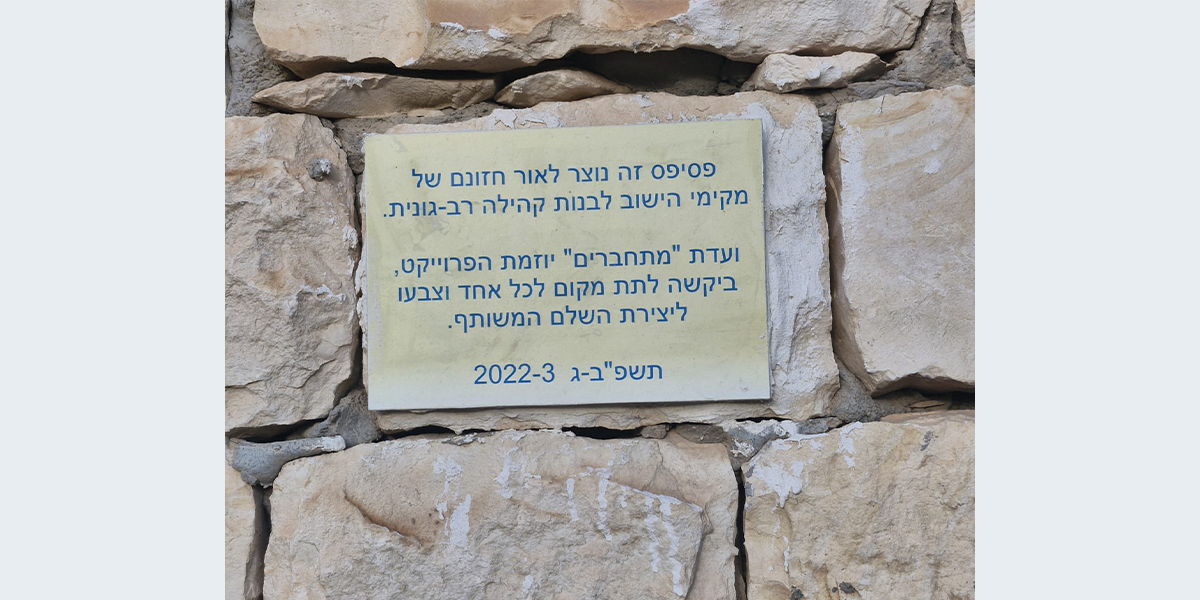 פסיפס זה נוצר לאור חזונם של
מקימי הישוב לבנות קהילה רב-גונית.
ועדת "מתחברים" יוזמת הפרוייקט,
ביקשה לתת מקום לכל אחד וצבעו
ליצירת השלם המשותף.
תשפ"ב-ג 2022-3